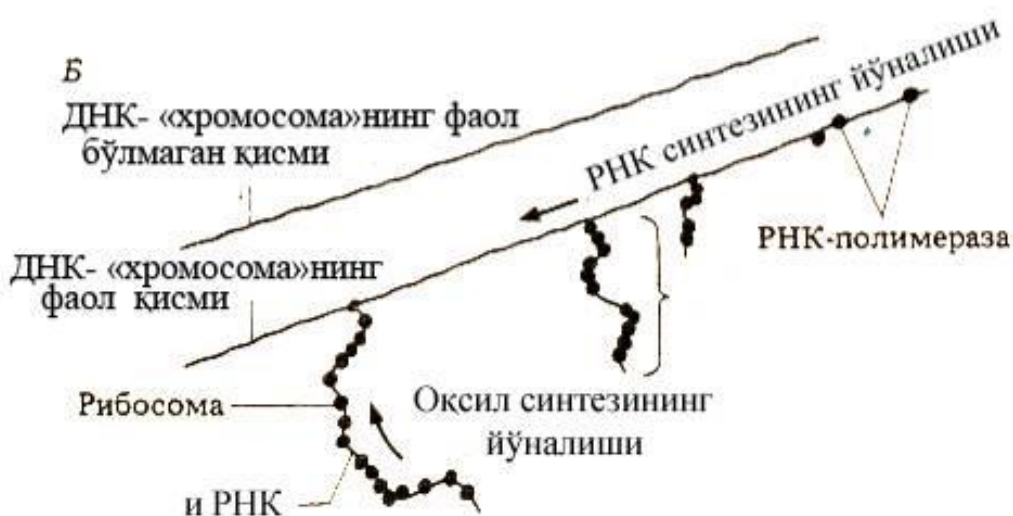 Б
ДНК- «хромосома»нинг фаол
бўлмаган қисми
РНК синтезининг йўналиши
РНК-полимераза
ДНК- «хромосома»нинг
фаол қисми
Рибосома
Оқсил синтезининг
йўналиши
и РНК